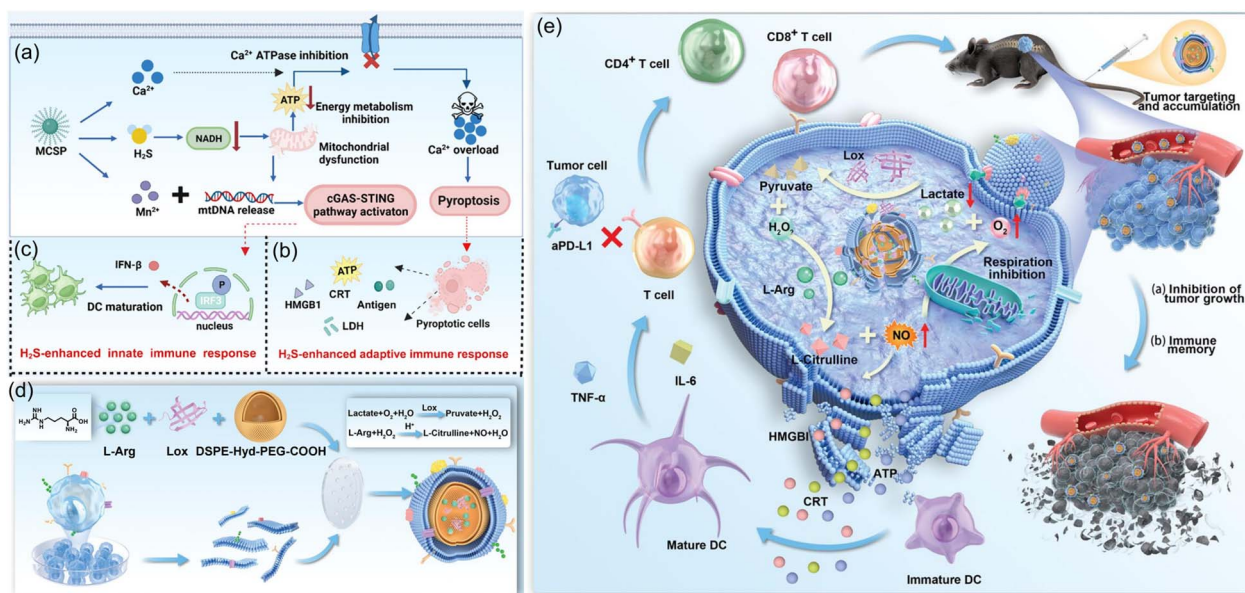 (a)
Ca²⁺ ATPase inhibition
Ca²⁺
ATP
Energy metabolism
inhibition
MCSP
H₂S
NADH
Mitochondrial
dysfunction
Ca²⁺ overload
Mn²⁺
mtDNA release
cGAS-STING
pathway activaton
Pyroptosis
(c)
IFN-β
DC maturation
P
IRF3
nucleus
H₂S-enhanced innate immune response
(b)
ATP
CRT
HMGB1
Antigen
LDH
Pyroptotic cells
H₂S-enhanced adaptive immune response
(d)
H₂N
NH
N
H
O
OH
NH₂
L-Arg
Lox
DSPE-Hyd-PEG-COOH
Lactate+O₂+H₂O
Lox
Pruvate+H₂O₂
L-Arg+H₂O₂
H⁺
L-Citrulline+NO+H₂O
(e)
CD4⁺ T cell
CD8⁺ T cell
Tumor targeting
and accumulation
Tumor cell
aPD-L1
T cell
Lox
Pyruvate
Lactate
H₂O₂
O₂
Respiration
inhibition
L-Arg
NO
L-Citrulline
(a) Inhibition of
tumor growth
(b) Immune
memory
TNF-α
IL-6
HMGBI
ATP
CRT
Mature DC
Immature DC